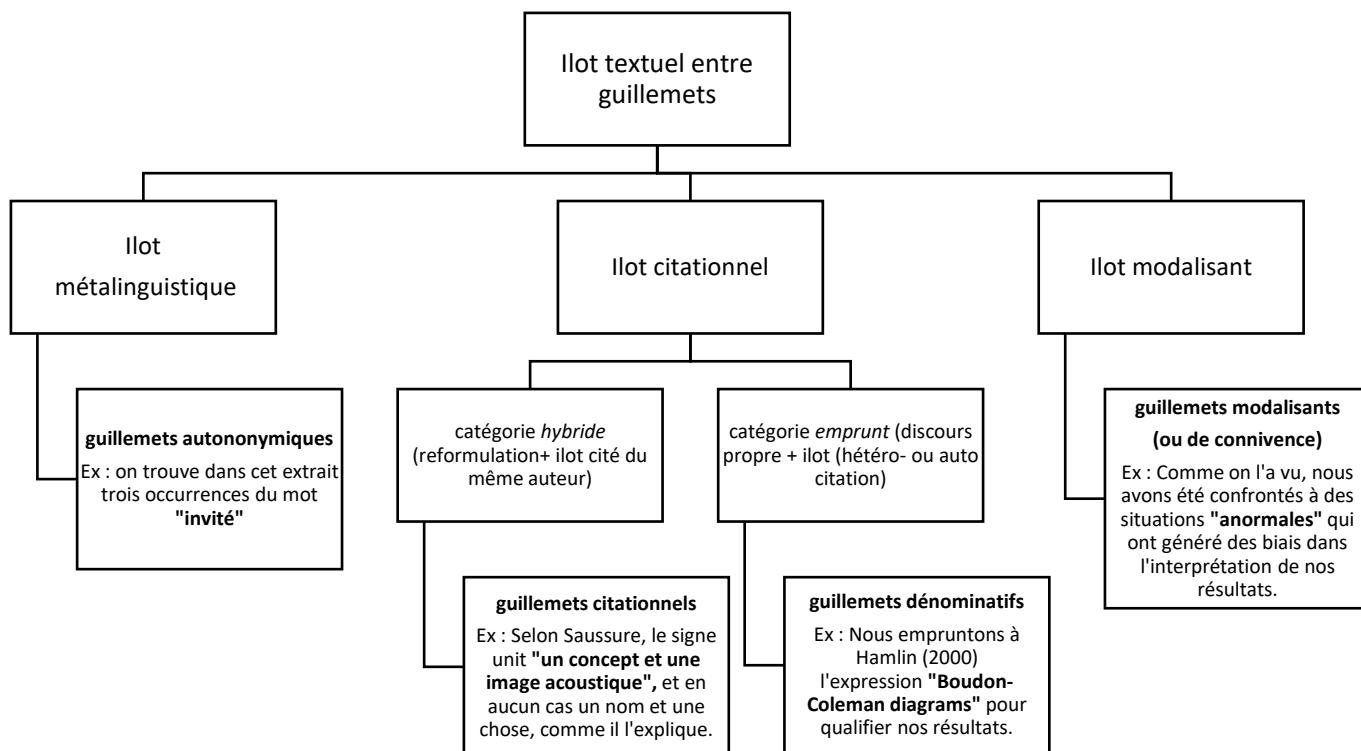 Ilot textuel entre
guillemets
Ilot
métalinguistique
Ilot citationnel
Ilot modalisant
guillemets autononymiques
Ex : on trouve dans cet extrait
trois occurrences du mot
"invité"
catégorie hybride
(reformulation+ ilot cité du
même auteur)
catégorie emprunt (discours
propre + ilot (hétéro- ou auto
citation)
guillemets modalisants
(ou de connivence)
Ex : Comme on l'a vu, nous
avons été confrontés à des
situations "anormales" qui
ont généré des biais dans
l'interprétation de nos
résultats.
guillemets citationnels
Ex : Selon Saussure, le signe
unit "un concept et une
image acoustique", et en
aucun cas un nom et une
chose, comme il l'explique.
guillemets dénominatifs
Ex : Nous empruntons à
Hamlin (2000)
l'expression "Boudon-
Coleman diagrams" pour
qualifier nos résultats.